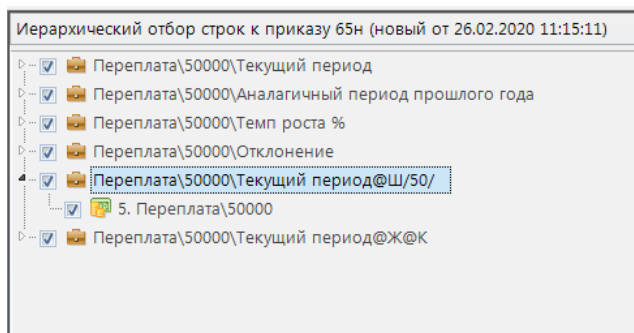 Иерархический отбор строк к приказу 65н (новый от 26.02.2020 11:15:11)
Переплата\50000\Текущий период
Переплата\50000\Аналагичный период прошлого года
Переплата\50000\Темп роста %
Переплата\50000\Отклонение
Переплата\50000\Текущий период@Ш/50/
5. Переплата\50000
Переплата\50000\Текущий период@Ж@К